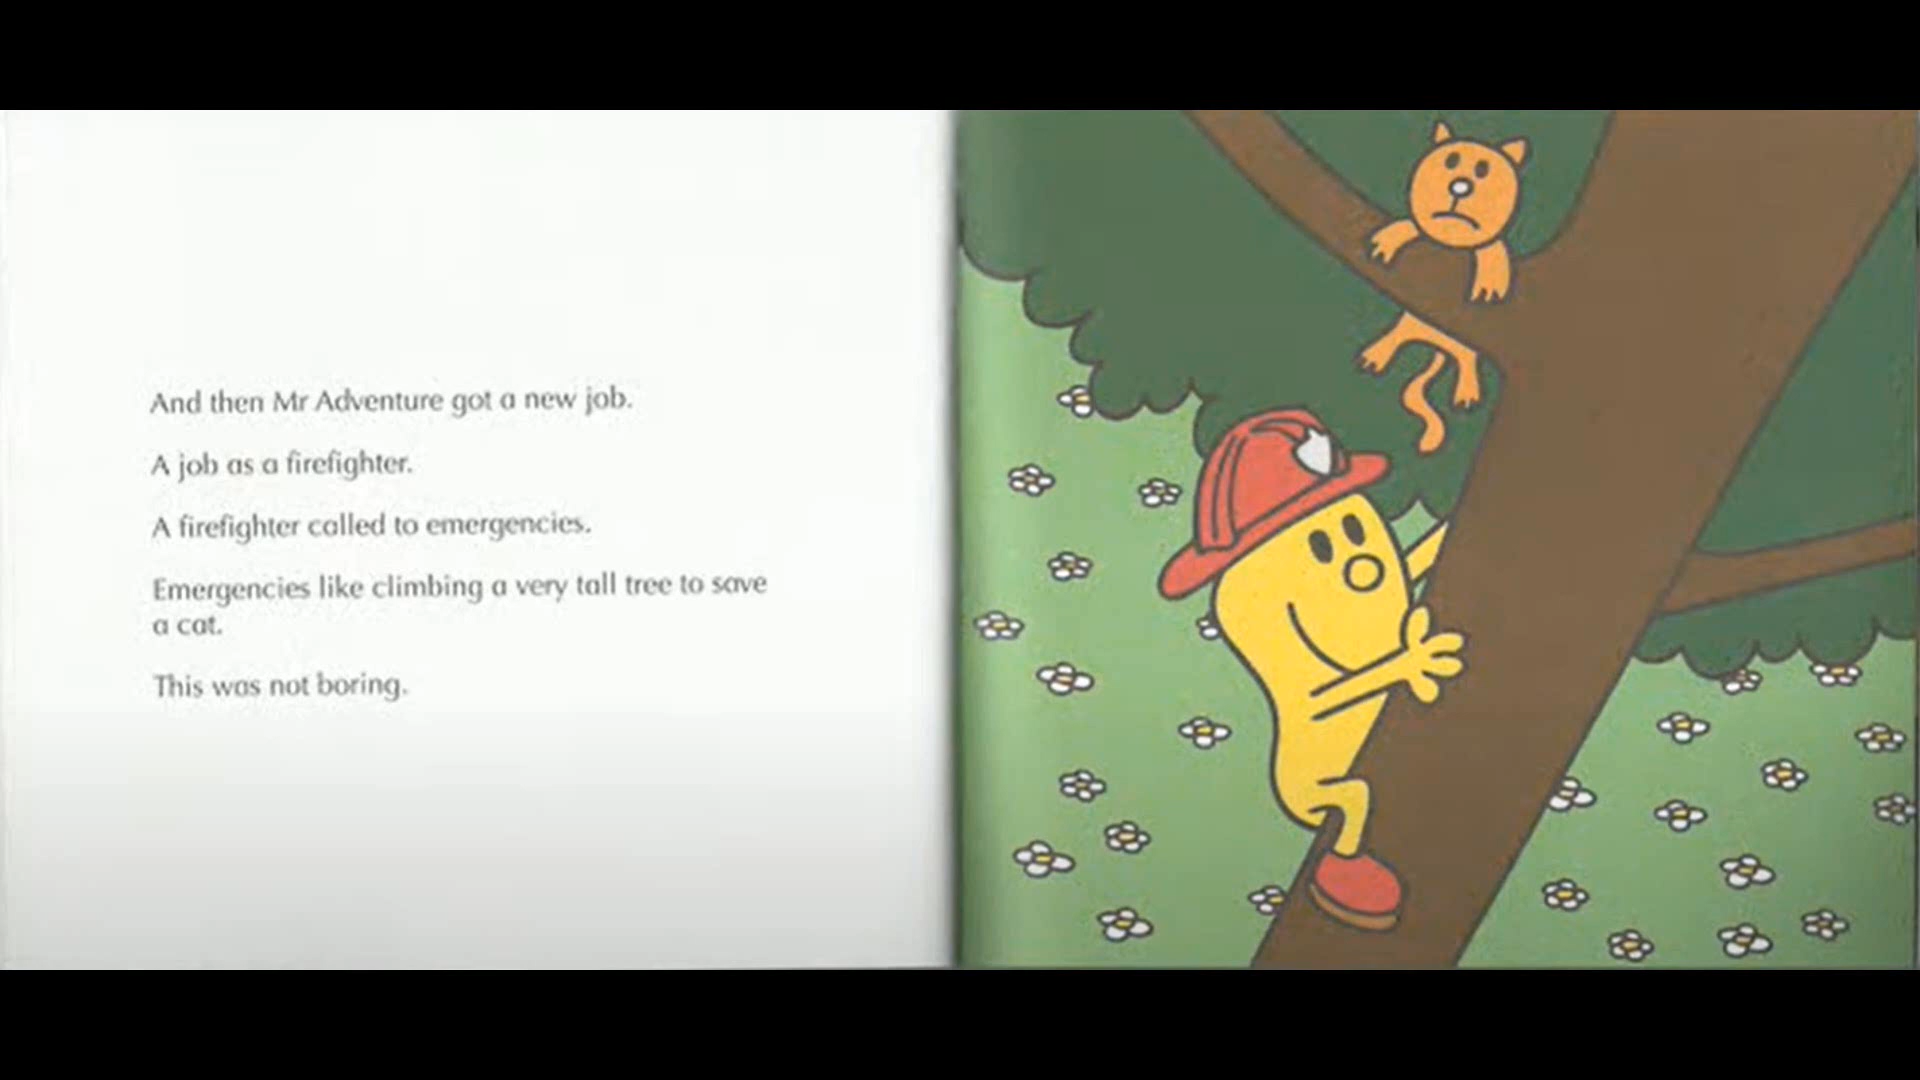 And then Mr Adventure got a new job.
A job as a firefighter.
A firefighter called to emergencies.
Emergencies like climbing a very tall tree to save
a cat.
This was not boring.